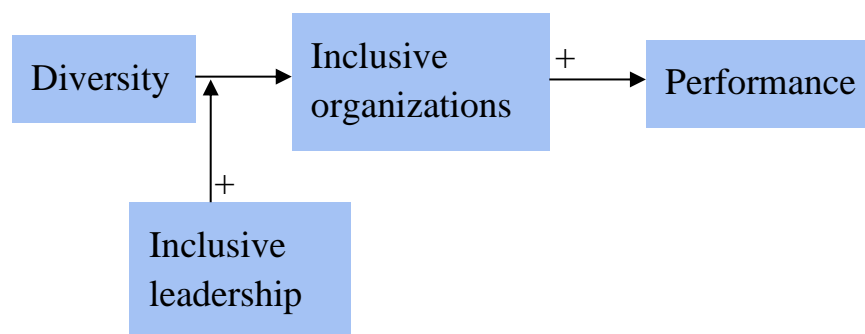 Diversity
Inclusive
organizations
+
Performance
+
Inclusive
leadership